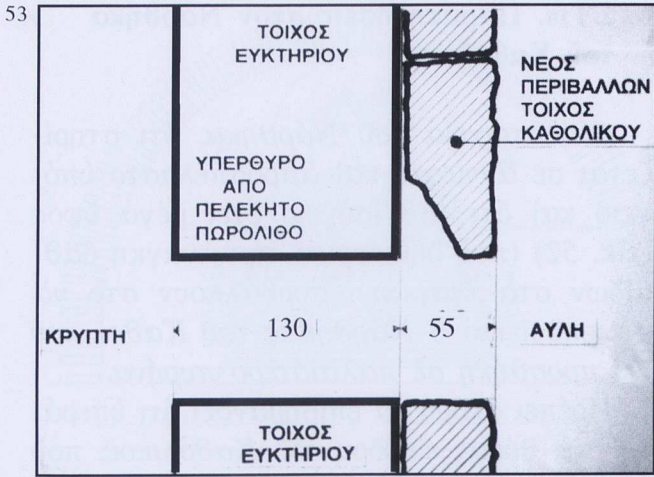 53
ΤΟΙΧΟΣ
ΕΥΚΤΗΡΙΟΥ
ΝΕΟΣ
ΠΕΡΙΒΑΛΛΩΝ
ΤΟΙΧΟΣ
ΚΑΘΟΛΙΚΟΥ
ΥΠΕΡΘΥΡΟ
ΑΠΟ
ΠΕΛΕΚΗΤΟ
ΠΩΡΟΛΙΘΟ
ΚΡΥΠΤΗ 130 55 ΑΥΛΗ
ΤΟΙΧΟΣ
ΕΥΚΤΗΡΙΟΥ